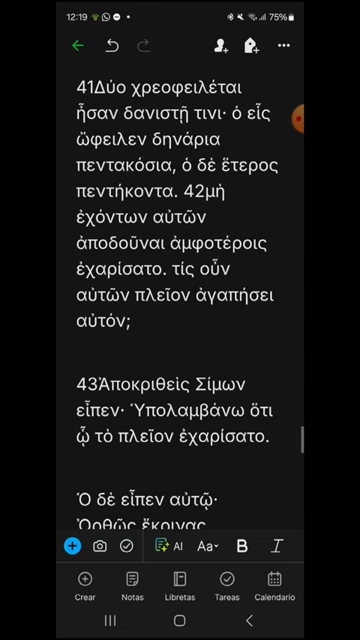 12:19
75%
41Δύο χρεοφειλέται
ἦσαν δανιστῇ τινι· ὁ εἷς
ὤφειλεν δηνάρια
πεντακόσια, ὁ δὲ ἕτερος
πεντήκοντα. 42μὴ
ἐχόντων αὐτῶν
ἀποδοῦναι ἀμφοτέροις
ἐχαρίσατο. τίς οὖν
αὐτῶν πλεῖον ἀγαπήσει
αὐτόν;
43Ἀποκριθεὶς Σίμων
εἶπεν· Ὑπολαμβάνω ὅτι
ᾧ τὸ πλεῖον ἐχαρίσατο.
Ὁ δὲ εἶπεν αὐτῷ·
Ὀρθῶς ἔκρινας
AI Aa B I
Crear Notas Libretas Tareas Calendario